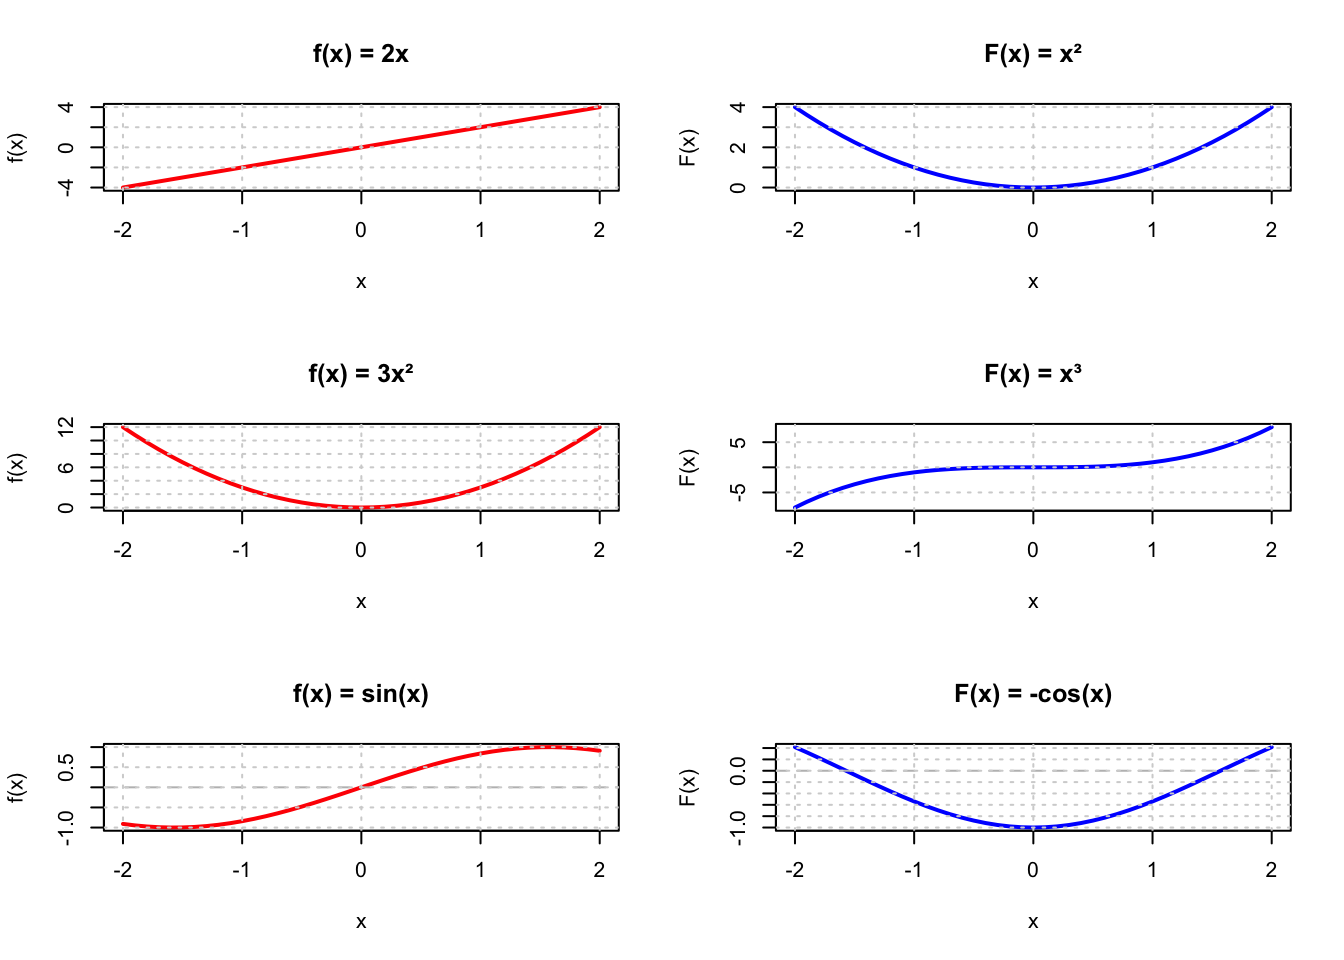 f(x) = 2x
f(x)
4
0
-4
-2 -1 0 1 2
x
F(x) = x²
F(x)
4
2
0
-2 -1 0 1 2
x
f(x) = 3x²
f(x)
12
6
0
-2 -1 0 1 2
x
F(x) = x³
F(x)
5
-5
-2 -1 0 1 2
x
f(x) = sin(x)
f(x)
0.5
-1.0
-2 -1 0 1 2
x
F(x) = -cos(x)
F(x)
0.0
-1.0
-2 -1 0 1 2
x